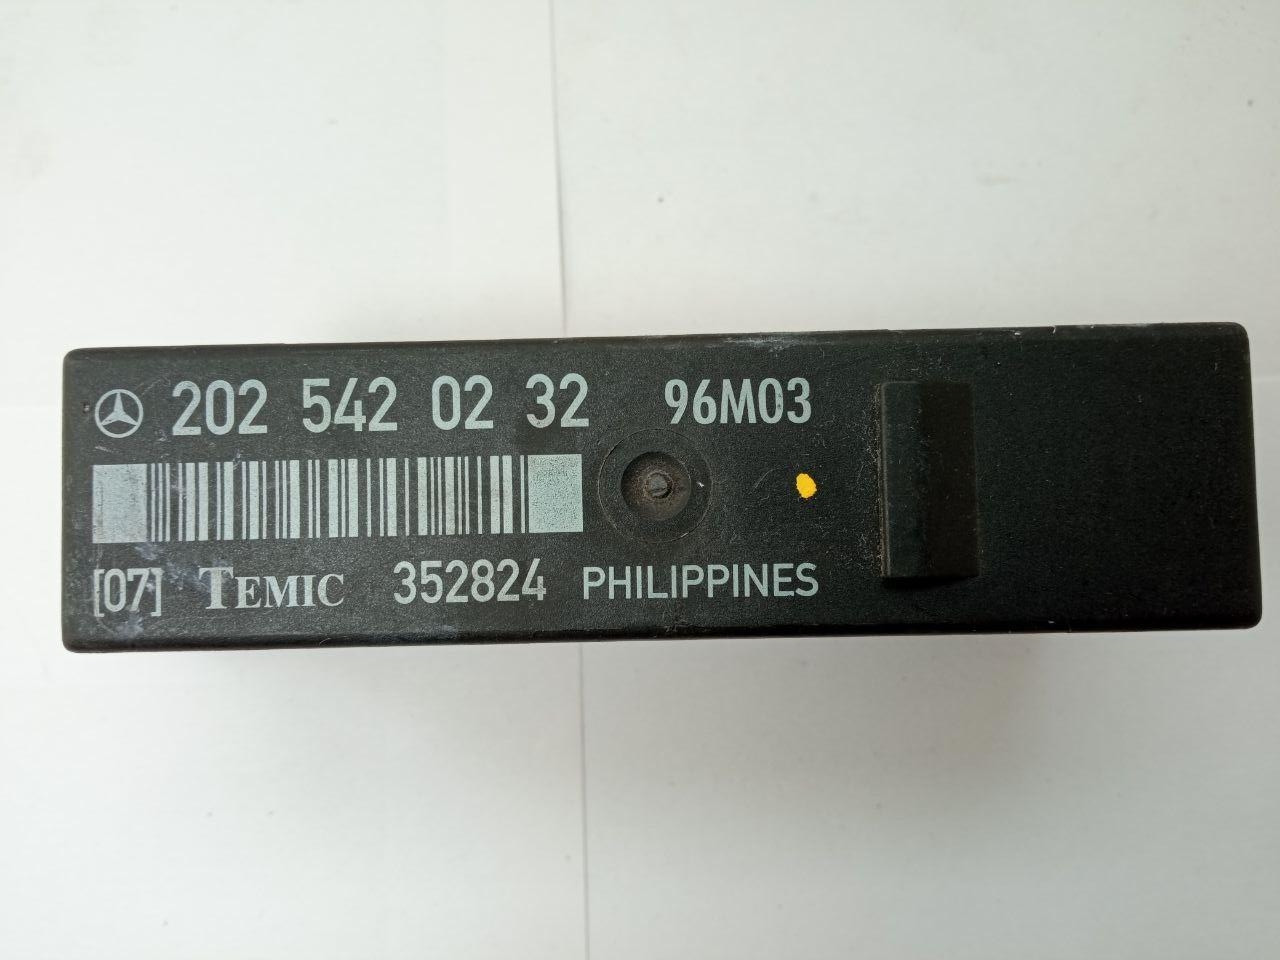 202 542 02 32 96M03
[07] TEMIC 352824 PHILIPPINES